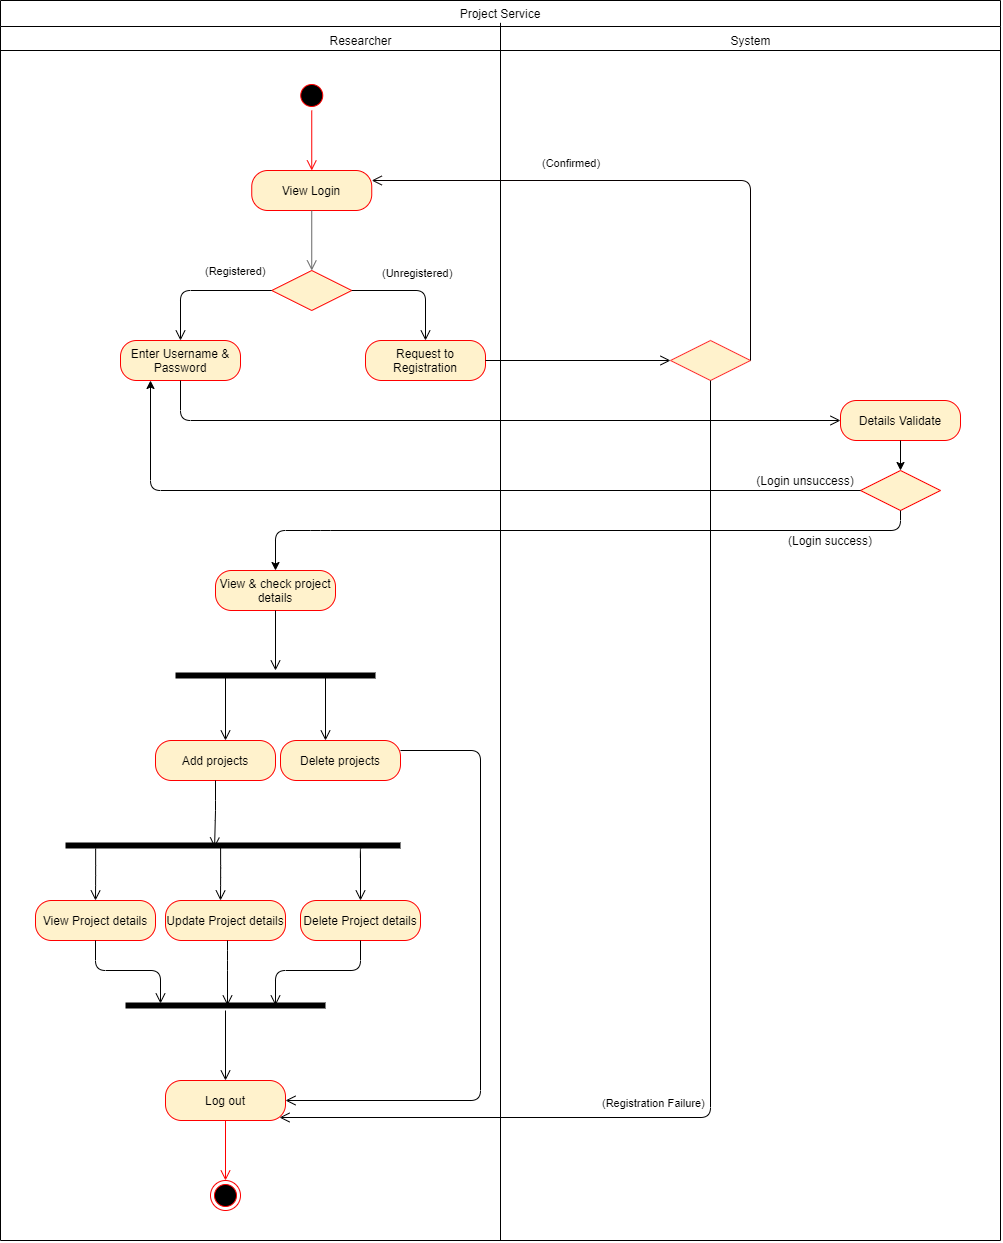 Project Service
Researcher
System
(Confirmed)
View Login
(Registered)
(Unregistered)
Enter Username &
Password
Request to
Registration
Details Validate
(Login unsuccess)
(Login success)
View & check project
details
Add projects
Delete projects
View Project details
Update Project details
Delete Project details
Log out
(Registration Failure)